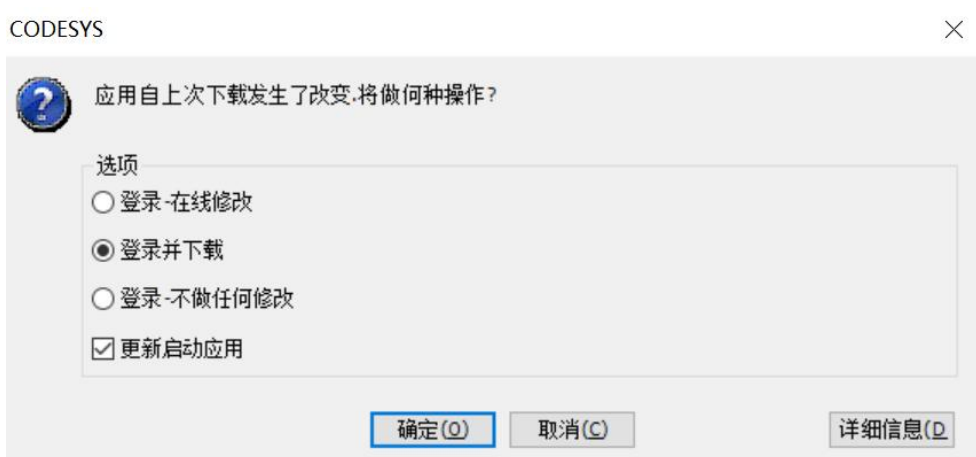 CODESYS
应用自上次下载发生了改变.将做何种操作?
选项
登录-在线修改
登录并下载
登录-不做任何修改
更新启动应用
确定(O) 取消(C) 详细信息(D